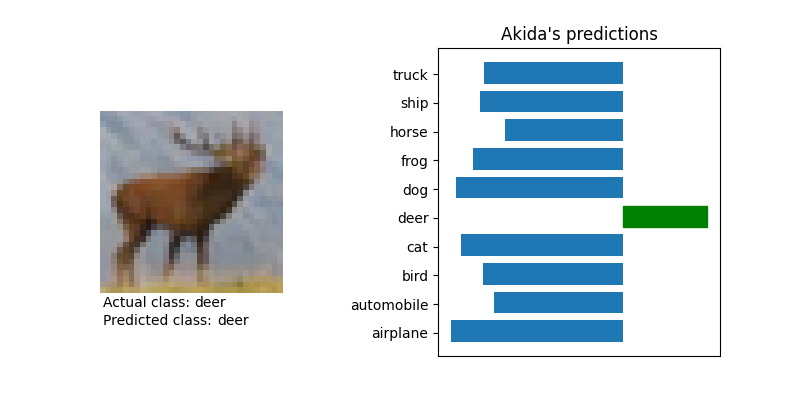 Akida's predictions
truck
ship
horse
frog
dog
deer
cat
bird
automobile
airplane
Actual class: deer
Predicted class: deer